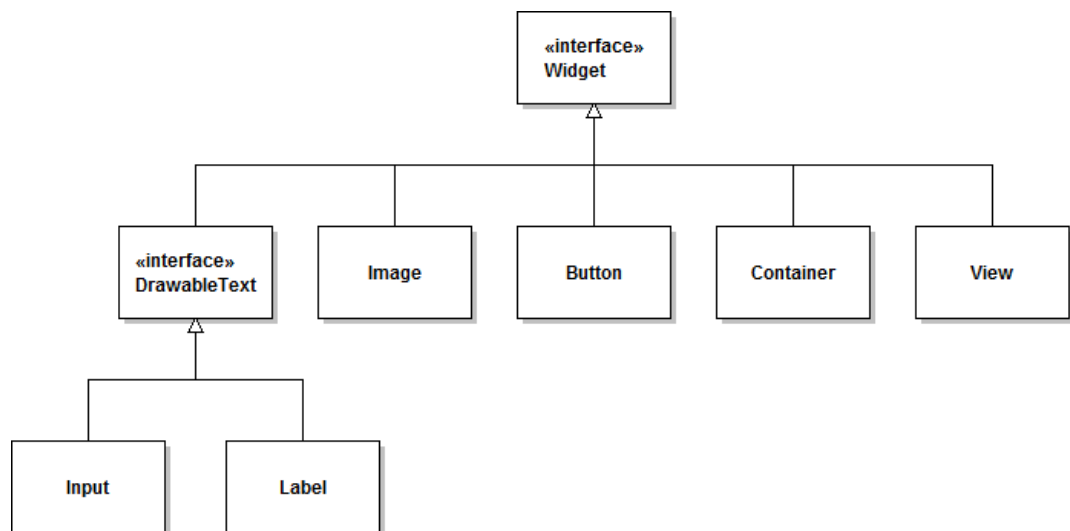 «interface»
Widget
«interface»
DrawableText
Image
Button
Container
View
Input
Label